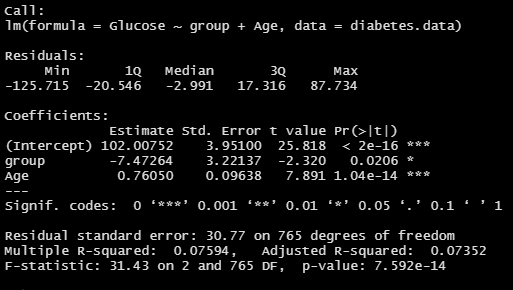 Call:
lm(formula = Glucose ~ group + Age, data = diabetes.data)
Residuals:
Min 1Q Median 3Q Max
-125.715 -20.546 -2.991 17.316 87.734
Coefficients:
Estimate Std. Error t value Pr(>|t|)
(Intercept) 102.00752 3.95100 25.818 < 2e-16 ***
group -7.47264 3.22137 -2.320 0.0206 *
Age 0.76050 0.09638 7.891 1.04e-14 ***
---
Signif. codes: 0 ‘***’ 0.001 ‘**’ 0.01 ‘*’ 0.05 ‘.’ 0.1 ‘ ’ 1
Residual standard error: 30.77 on 765 degrees of freedom
Multiple R-squared: 0.07594, Adjusted R-squared: 0.07352
F-statistic: 31.43 on 2 and 765 DF, p-value: 7.592e-14